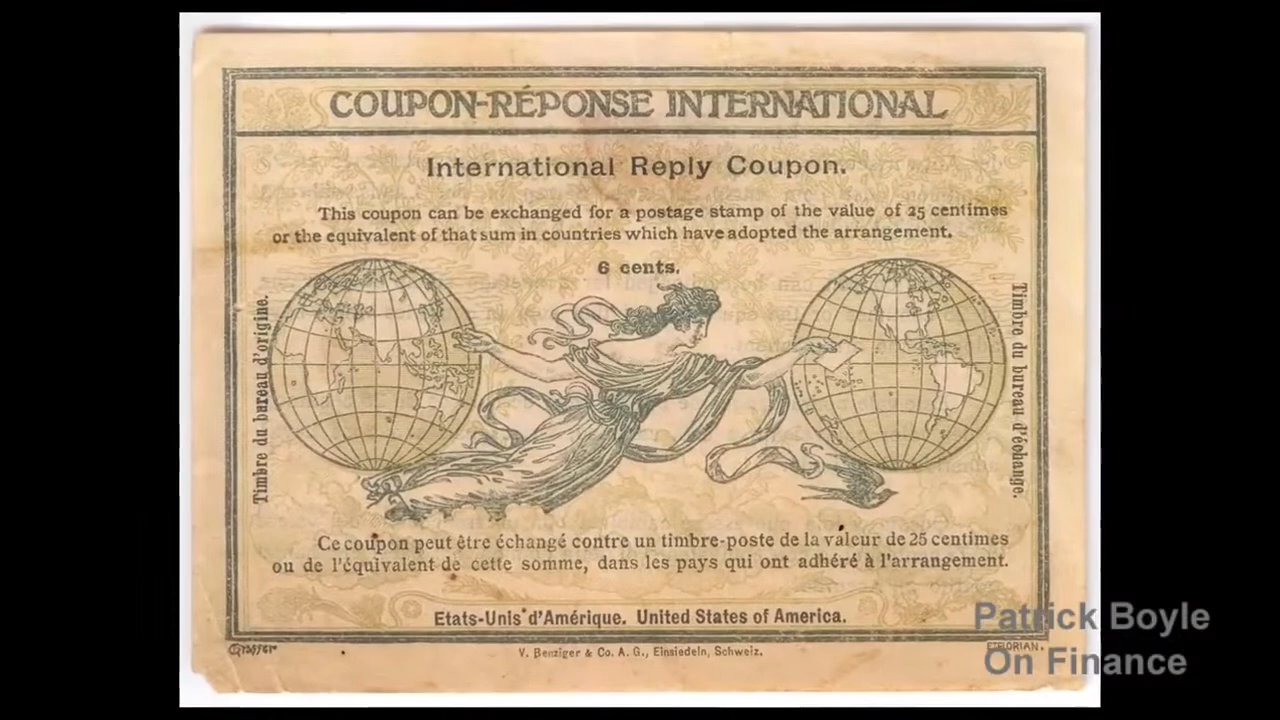 COUPON-RÉPONSE INTERNATIONAL
International Reply Coupon.
This coupon can be exchanged for a postage stamp of the value of 25 centimes
or the equivalent of that sum in countries which have adopted the arrangement.
6 cents.
Timbre du bureau d'origine.
Timbre du bureau d'échange.
Ce coupon peut être échangé contre un timbre-poste de la valeur de 25 centimes
ou de l'équivalent de cette somme, dans les pays qui ont adhéré à l'arrangement.
Etats-Unis d'Amérique. United States of America.
V. Benziger & Co. A. G., Einsiedeln, Schweiz.
Patrick Boyle
On Finance